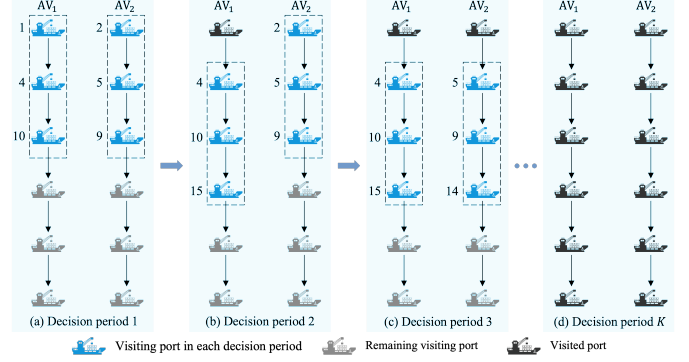 AV₁ AV₂ AV₁ AV₂ AV₁ AV₂ AV₁ AV₂
1 2 2
4 5 4 5 4 5
10 9 10 9 10 9
15 15 14
(a) Decision period 1 (b) Decision period 2 (c) Decision period 3 (d) Decision period K
Visiting port in each decision period Remaining visiting port Visited port